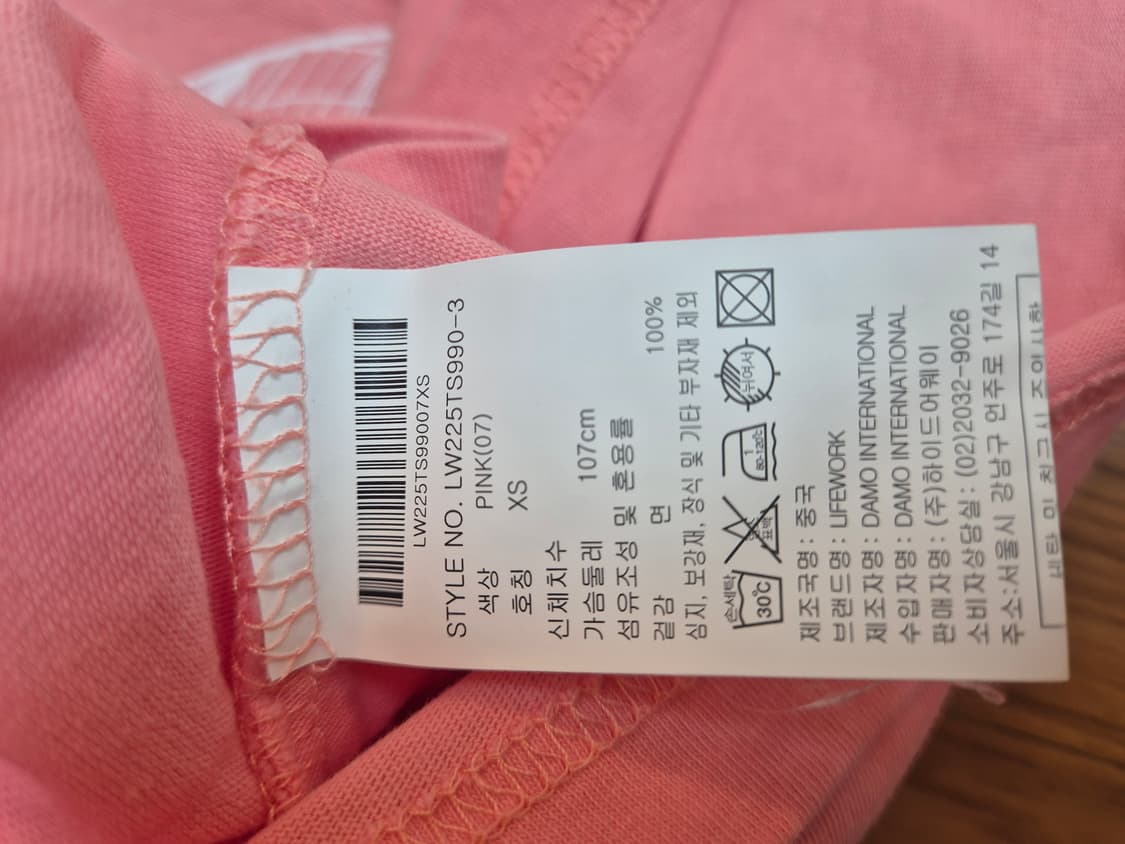 LW225TS99007XS
STYLE NO. LW225TS990-3
색상 PINK(07)
호칭 XS
신체치수
가슴둘레 107cm
섬유조성 및 혼용률
겉감 면 100%
심지, 보강재, 장식 및 기타 부자재 제외
손세탁
30℃
표백
1
80-120℃
뉘여서
제조국명 : 중국
브랜드명 : LIFEWORK
제조자명 : DAMO INTERNATIONAL
수입자명 : DAMO INTERNATIONAL
판매자명 : (주)하이드어웨이
소비자상담실 : (02)2032-9026
주소:서울시 강남구 언주로 174길 14